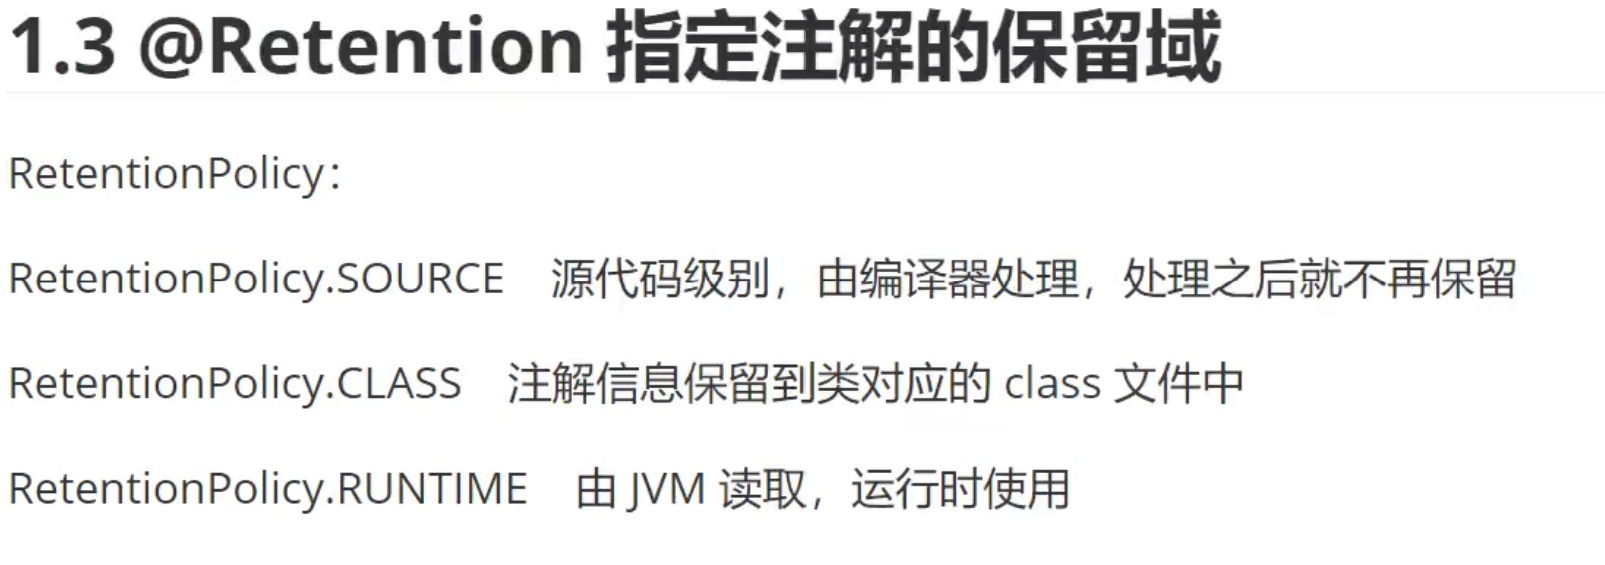 1.3 @Retention 指定注解的保留域
RetentionPolicy：
RetentionPolicy.SOURCE 源代码级别，由编译器处理，处理之后就不再保留
RetentionPolicy.CLASS 注解信息保留到类对应的 class 文件中
RetentionPolicy.RUNTIME 由 JVM 读取，运行时使用